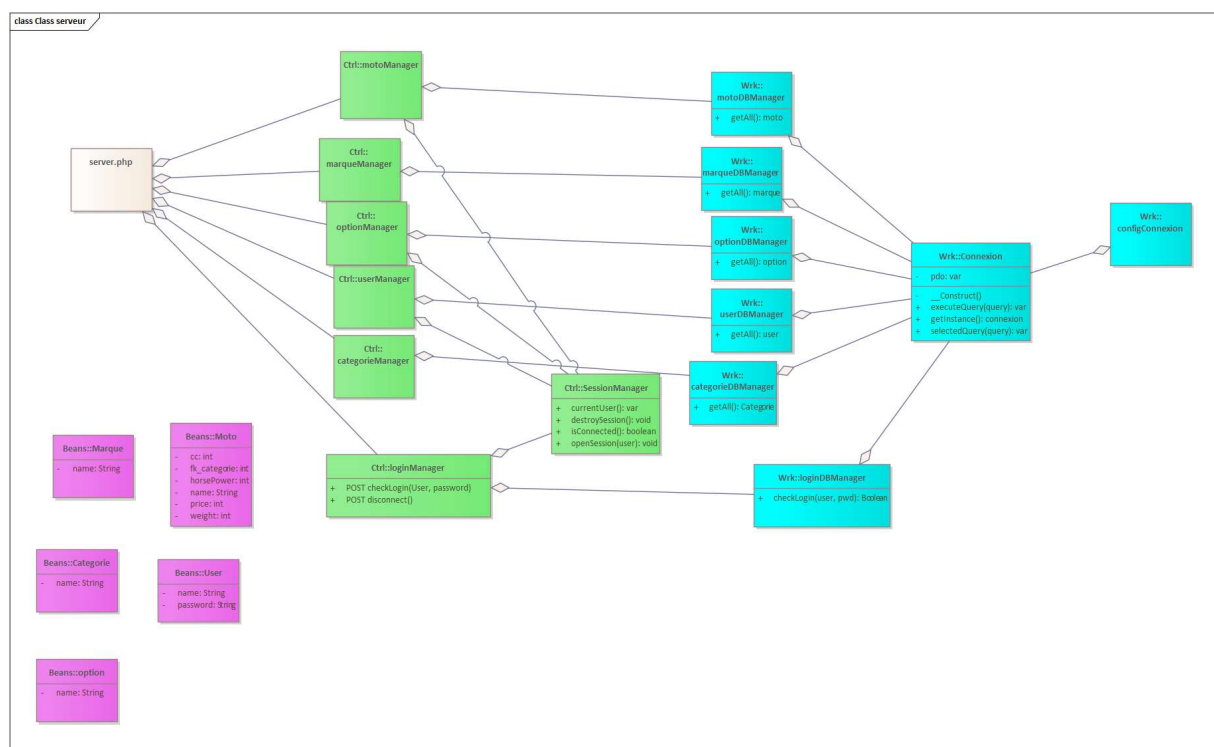 class Class serveur
server.php
Ctrl::motoManager
Ctrl::
marqueManager
Ctrl::
optionManager
Ctrl::userManager
Ctrl::
categorieManager
Ctrl::SessionManager
+ currentUser(): var
+ destroySession(): void
+ isConnected(): boolean
+ openSession(user): void
Ctrl::loginManager
+ POST checkLogin(User, password)
+ POST disconnect()
Wrk::
motoDBManager
+ getAll(): moto
Wrk::
marqueDBManager
+ getAll(): marque
Wrk::
optionDBManager
+ getAll(): option
Wrk::
userDBManager
+ getAll(): user
Wrk::
categorieDBManager
+ getAll(): Categorie
Wrk::loginDBManager
+ checkLogin(user, pwd): Boolean
Wrk::Connexion
- pdo: var
- __Construct()
+ executeQuery(query): var
+ getInstance(): connexion
+ selectedQuery(query): var
Wrk::
configConnexion
Beans::Marque
- name: String
Beans::Moto
- cc: int
- fk_categorie: int
- horsePower: int
- name: String
- price: int
- weight: int
Beans::Categorie
- name: String
Beans::User
- name: String
- password: String
Beans::option
- name: String